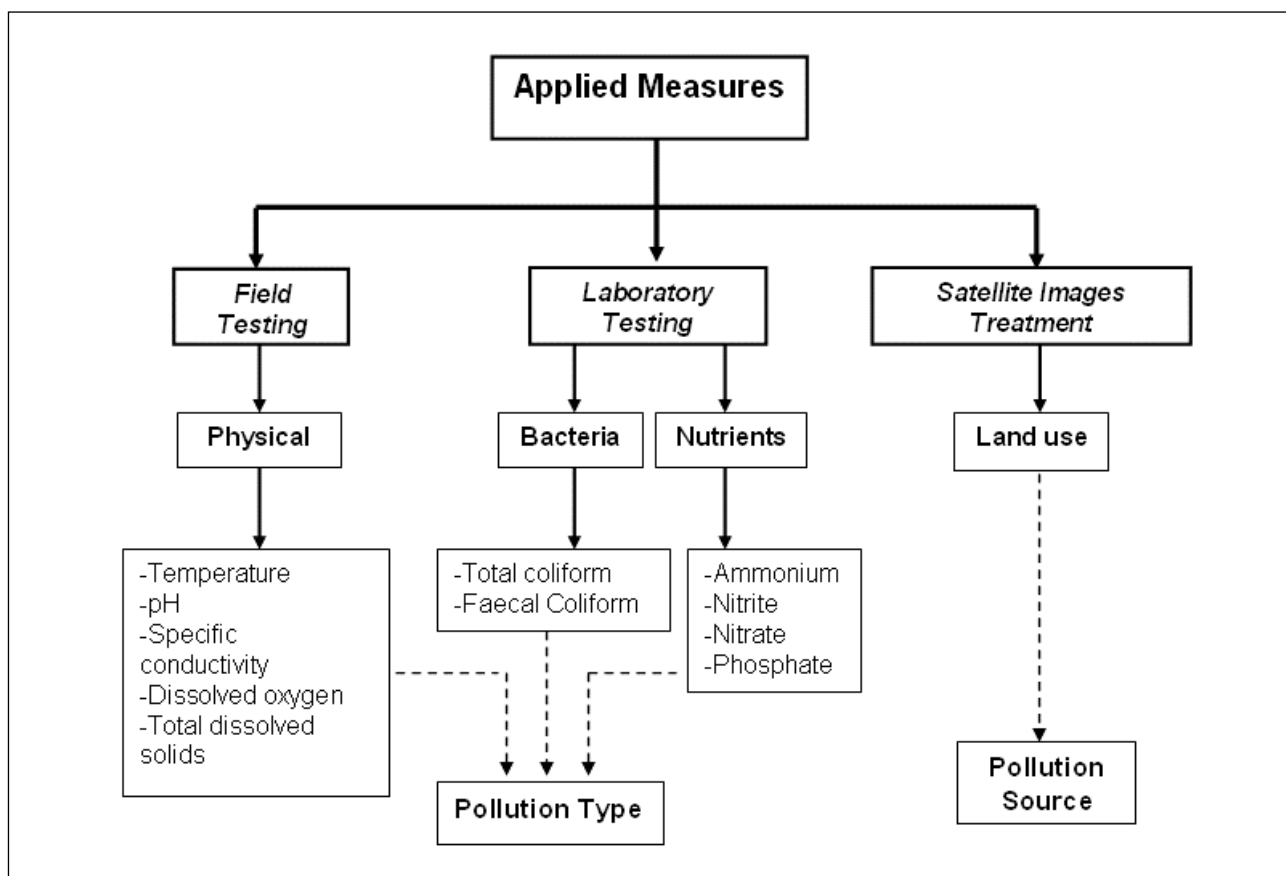 Applied Measures
Field
Testing
Laboratory
Testing
Satellite Images
Treatment
Physical
Bacteria
Nutrients
Land use
-Temperature
-pH
-Specific
conductivity
-Dissolved oxygen
-Total dissolved
solids
-Total coliform
-Faecal Coliform
-Ammonium
-Nitrite
-Nitrate
-Phosphate
Pollution Type
Pollution
Source